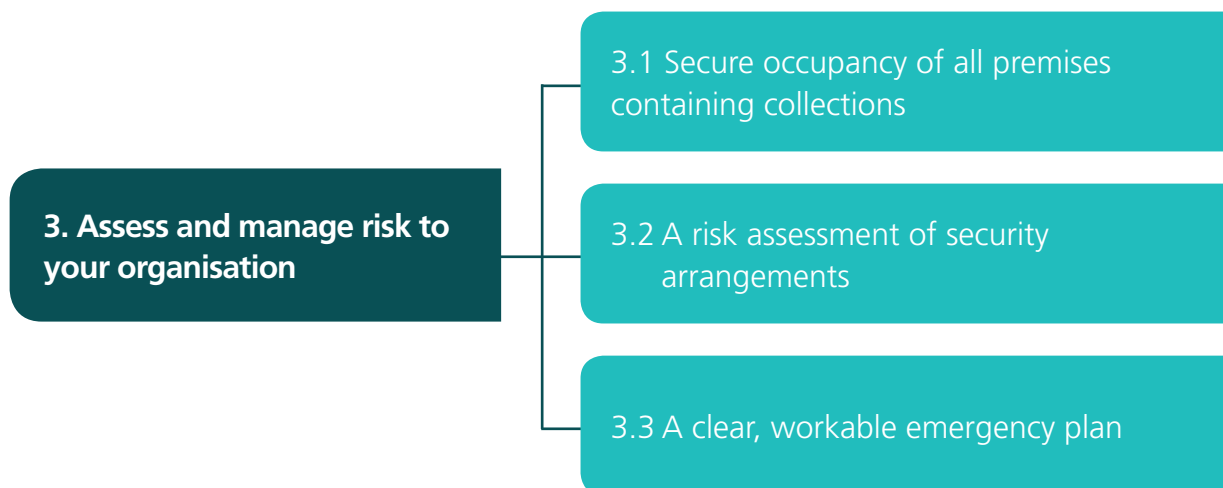 3.1 Secure occupancy of all premises
containing collections
3. Assess and manage risk to
your organisation
3.2 A risk assessment of security
arrangements
3.3 A clear, workable emergency plan